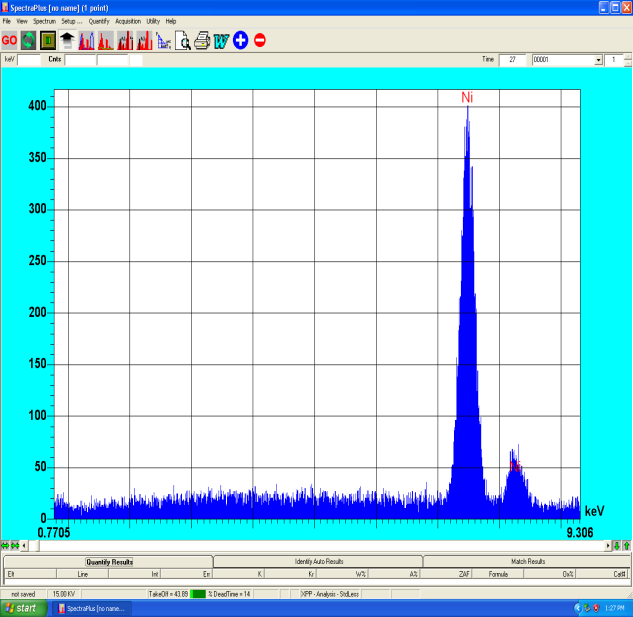 SpectraPlus [no name] (1 point)
File View Spectrum Setup ... Quantify Acquisition Utility Help
GO
keV Cnts Time 27 00001 1
Ni
400
350
300
250
200
150
100
50
0
keV
0.7705 9.306
Quantify Results Identify Auto Results Match Results
Elt Line Int Err K Kr W% A% ZAF Formula Ox% Cat#
not saved 15.00 KV TakeOff = 43.89 % DeadTime = 14 XPP - Analysis - StdLess
start SpectraPlus [no name... 1:27 PM